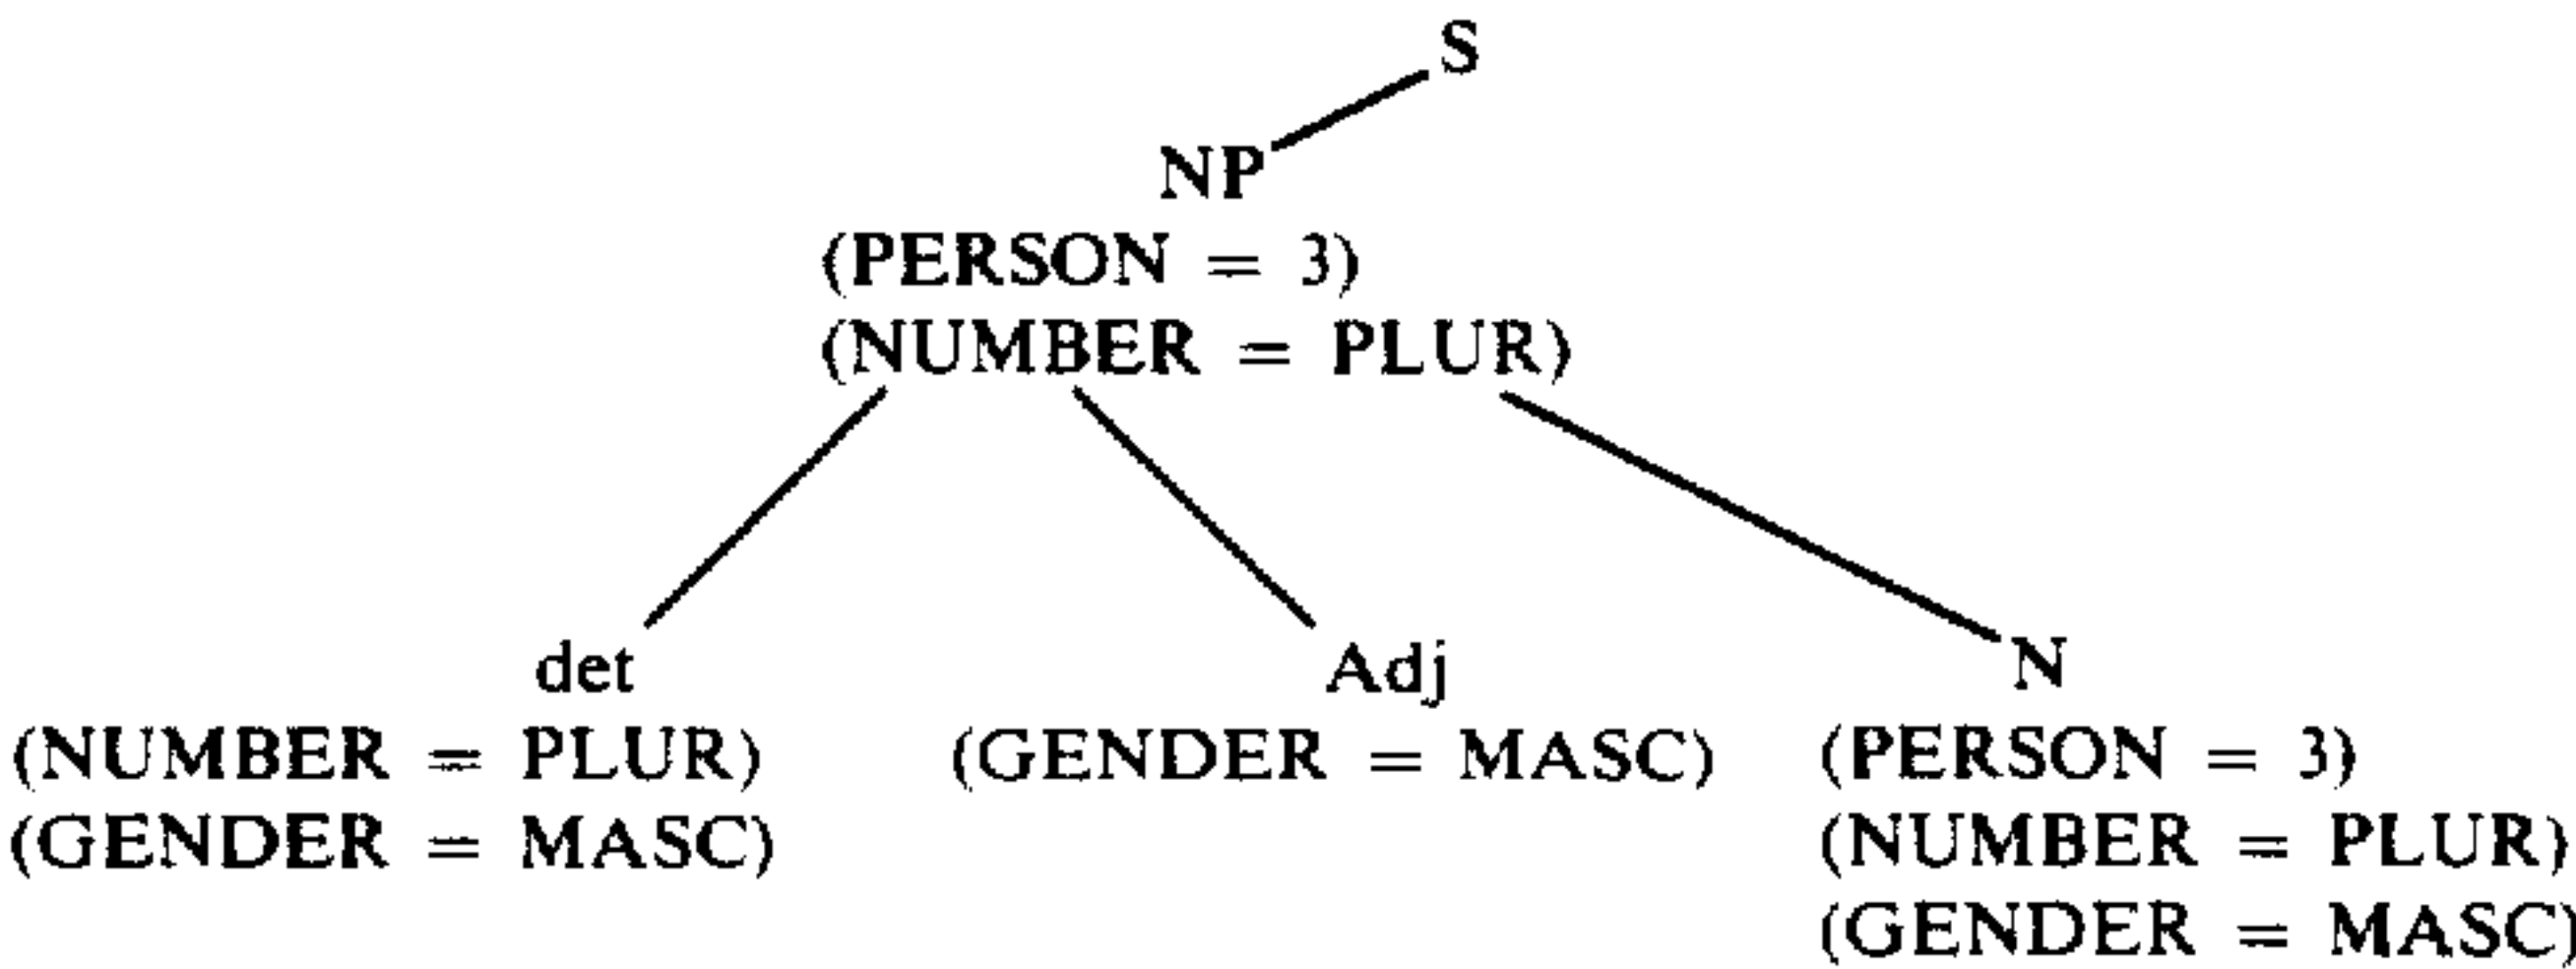 S
NP
(PERSON = 3)
(NUMBER = PLUR)
det Adj N
(NUMBER = PLUR) (GENDER = MASC) (PERSON = 3)
(GENDER = MASC) (NUMBER = PLUR)
(GENDER = MASC)